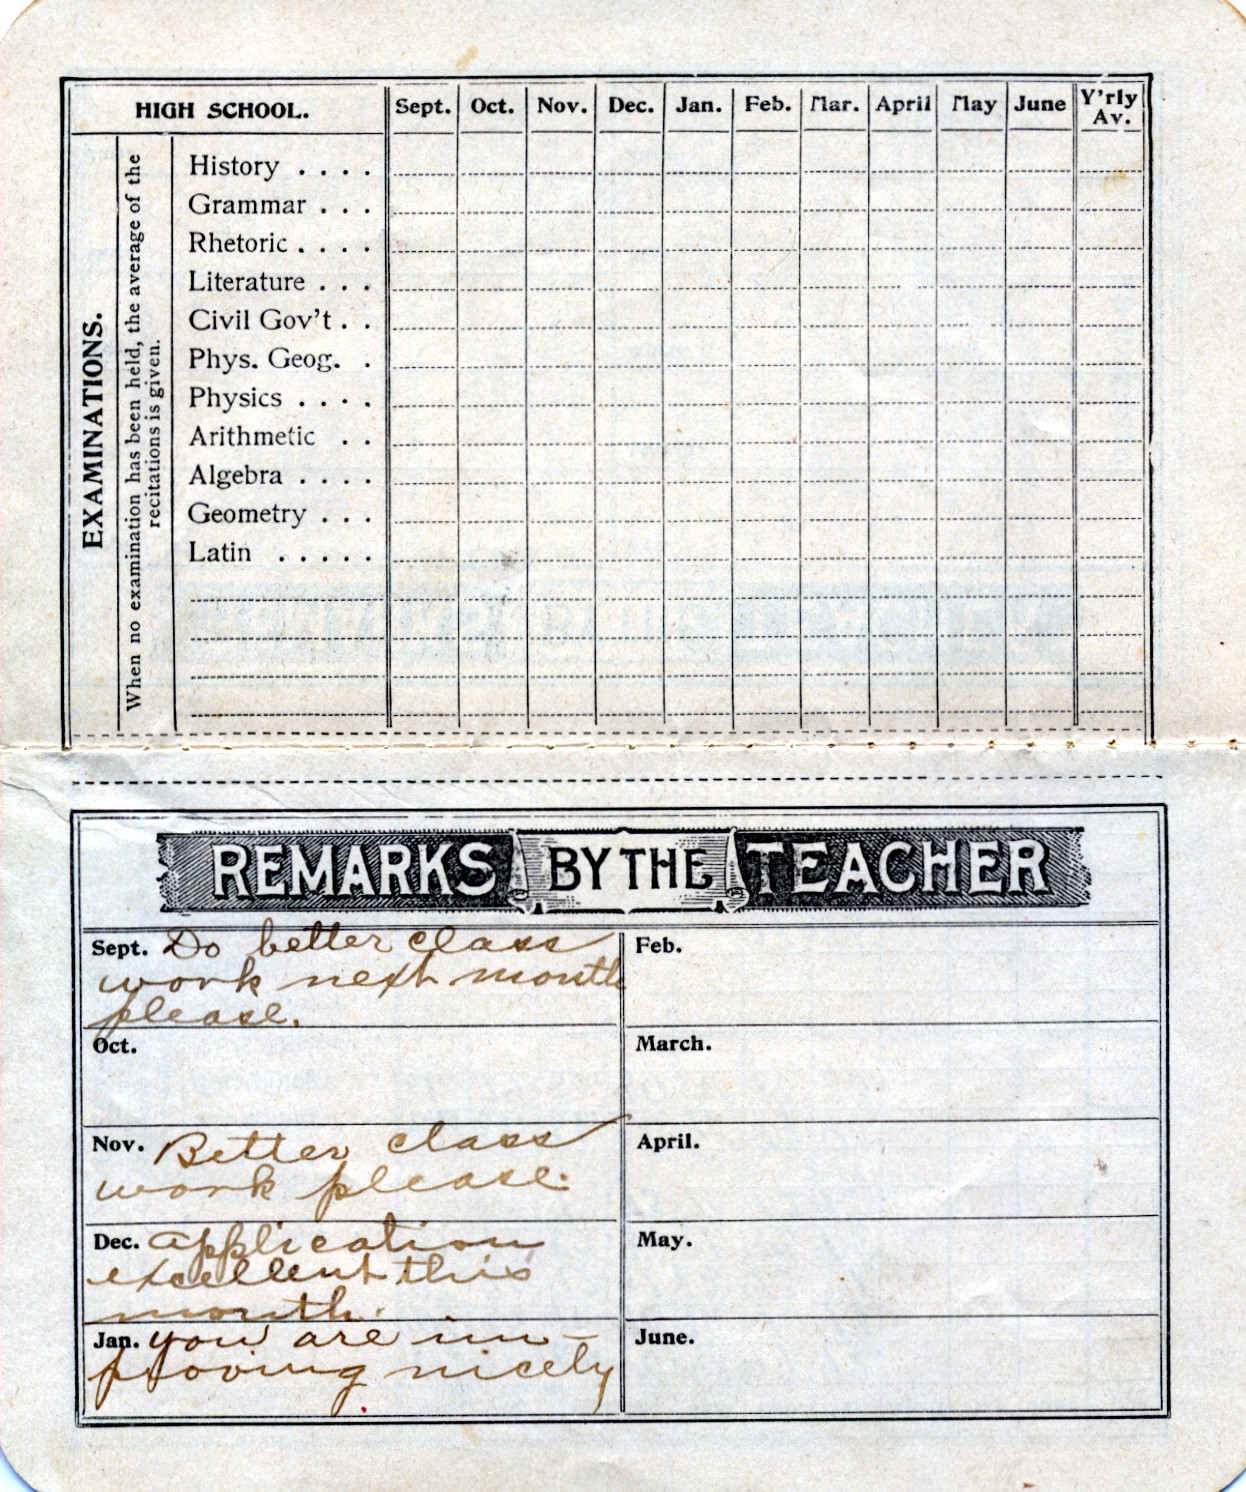 HIGH SCHOOL. Sept. Oct. Nov. Dec. Jan. Feb. Mar. April May June Y'rly Av.
EXAMINATIONS.
When no examination has been held, the average of the
recitations is given.
History . . . .
Grammar . . .
Rhetoric . . . .
Literature . . .
Civil Gov't . .
Phys. Geog. .
Physics . . . .
Arithmetic . .
Algebra . . . .
Geometry . . .
Latin . . . . .
REMARKS BY THE TEACHER
Sept. Do better class
work next month
please.
Oct.
Nov. Better class
work please.
Dec. Application
excellent this
month.
Jan. You are im-
proving nicely
Feb.
March.
April.
May.
June.